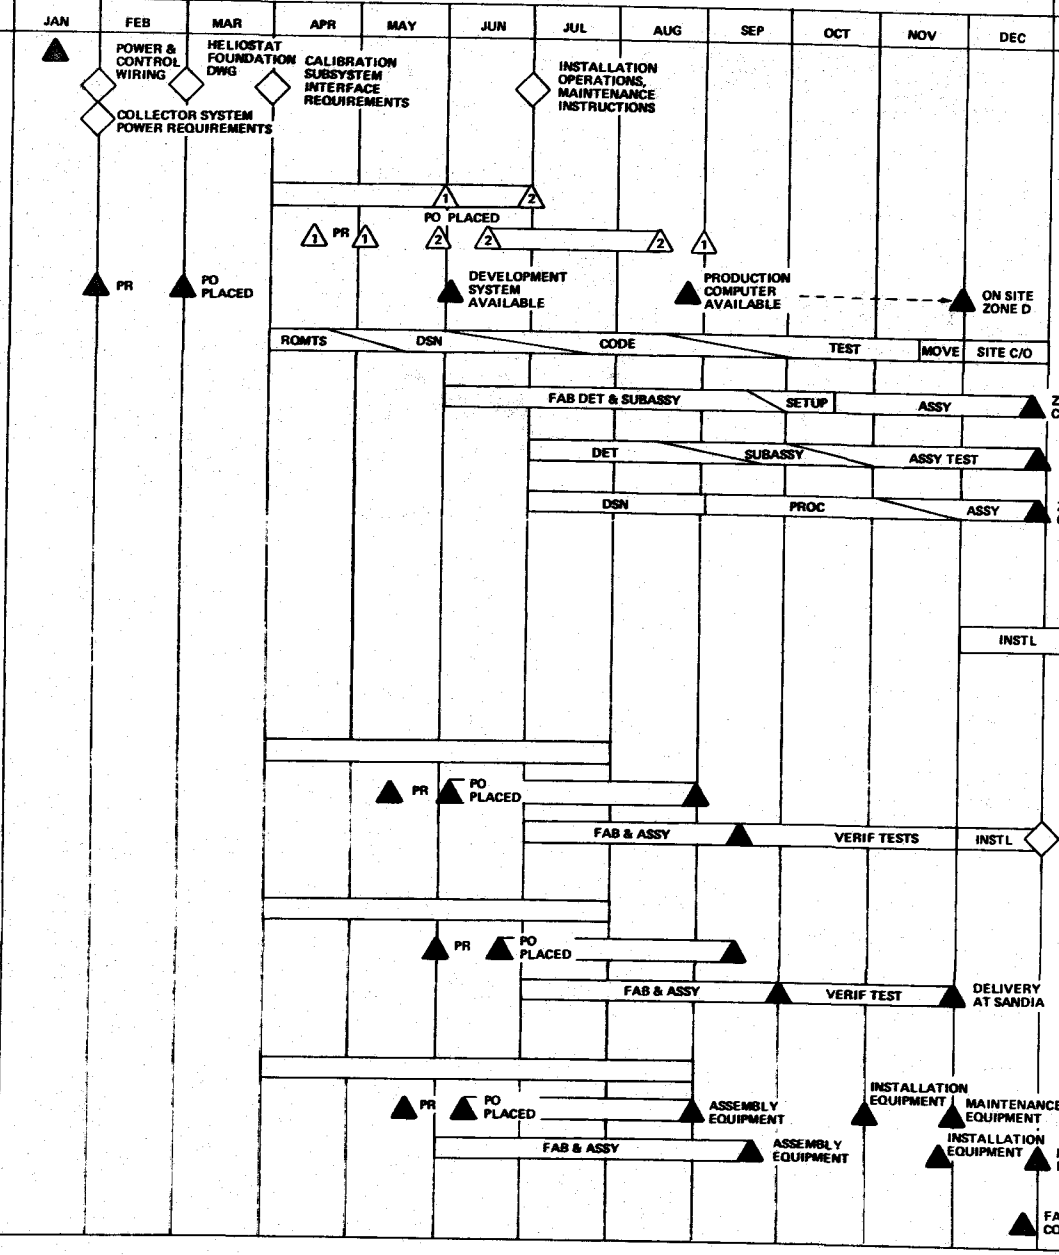 JAN FEB MAR APR MAY JUN JUL AUG SEP OCT NOV DEC
POWER &
CONTROL
WIRING
HELIOSTAT
FOUNDATION
DWG
CALIBRATION
SUBSYSTEM
INTERFACE
REQUIREMENTS
INSTALLATION
OPERATIONS,
MAINTENANCE
INSTRUCTIONS
COLLECTOR SYSTEM
POWER REQUIREMENTS
1 2
PO PLACED
1 PR 1 2 2 2 1
PR
PO
PLACED
DEVELOPMENT
SYSTEM
AVAILABLE
PRODUCTION
COMPUTER
AVAILABLE
ON SITE
ZONE D
ROMTS DSN CODE TEST MOVE SITE C/O
FAB DET & SUBASSY SETUP ASSY
DET SUBASSY ASSY TEST
DSN PROC ASSY
INSTL
PR
PO
PLACED
FAB & ASSY VERIF TESTS INSTL
PR
PO
PLACED
FAB & ASSY VERIF TEST
DELIVERY
AT SANDIA
PR
PO
PLACED
ASSEMBLY
EQUIPMENT
INSTALLATION
EQUIPMENT
MAINTENANCE
EQUIPMENT
FAB & ASSY
ASSEMBLY
EQUIPMENT
INSTALLATION
EQUIPMENT
FA
CO